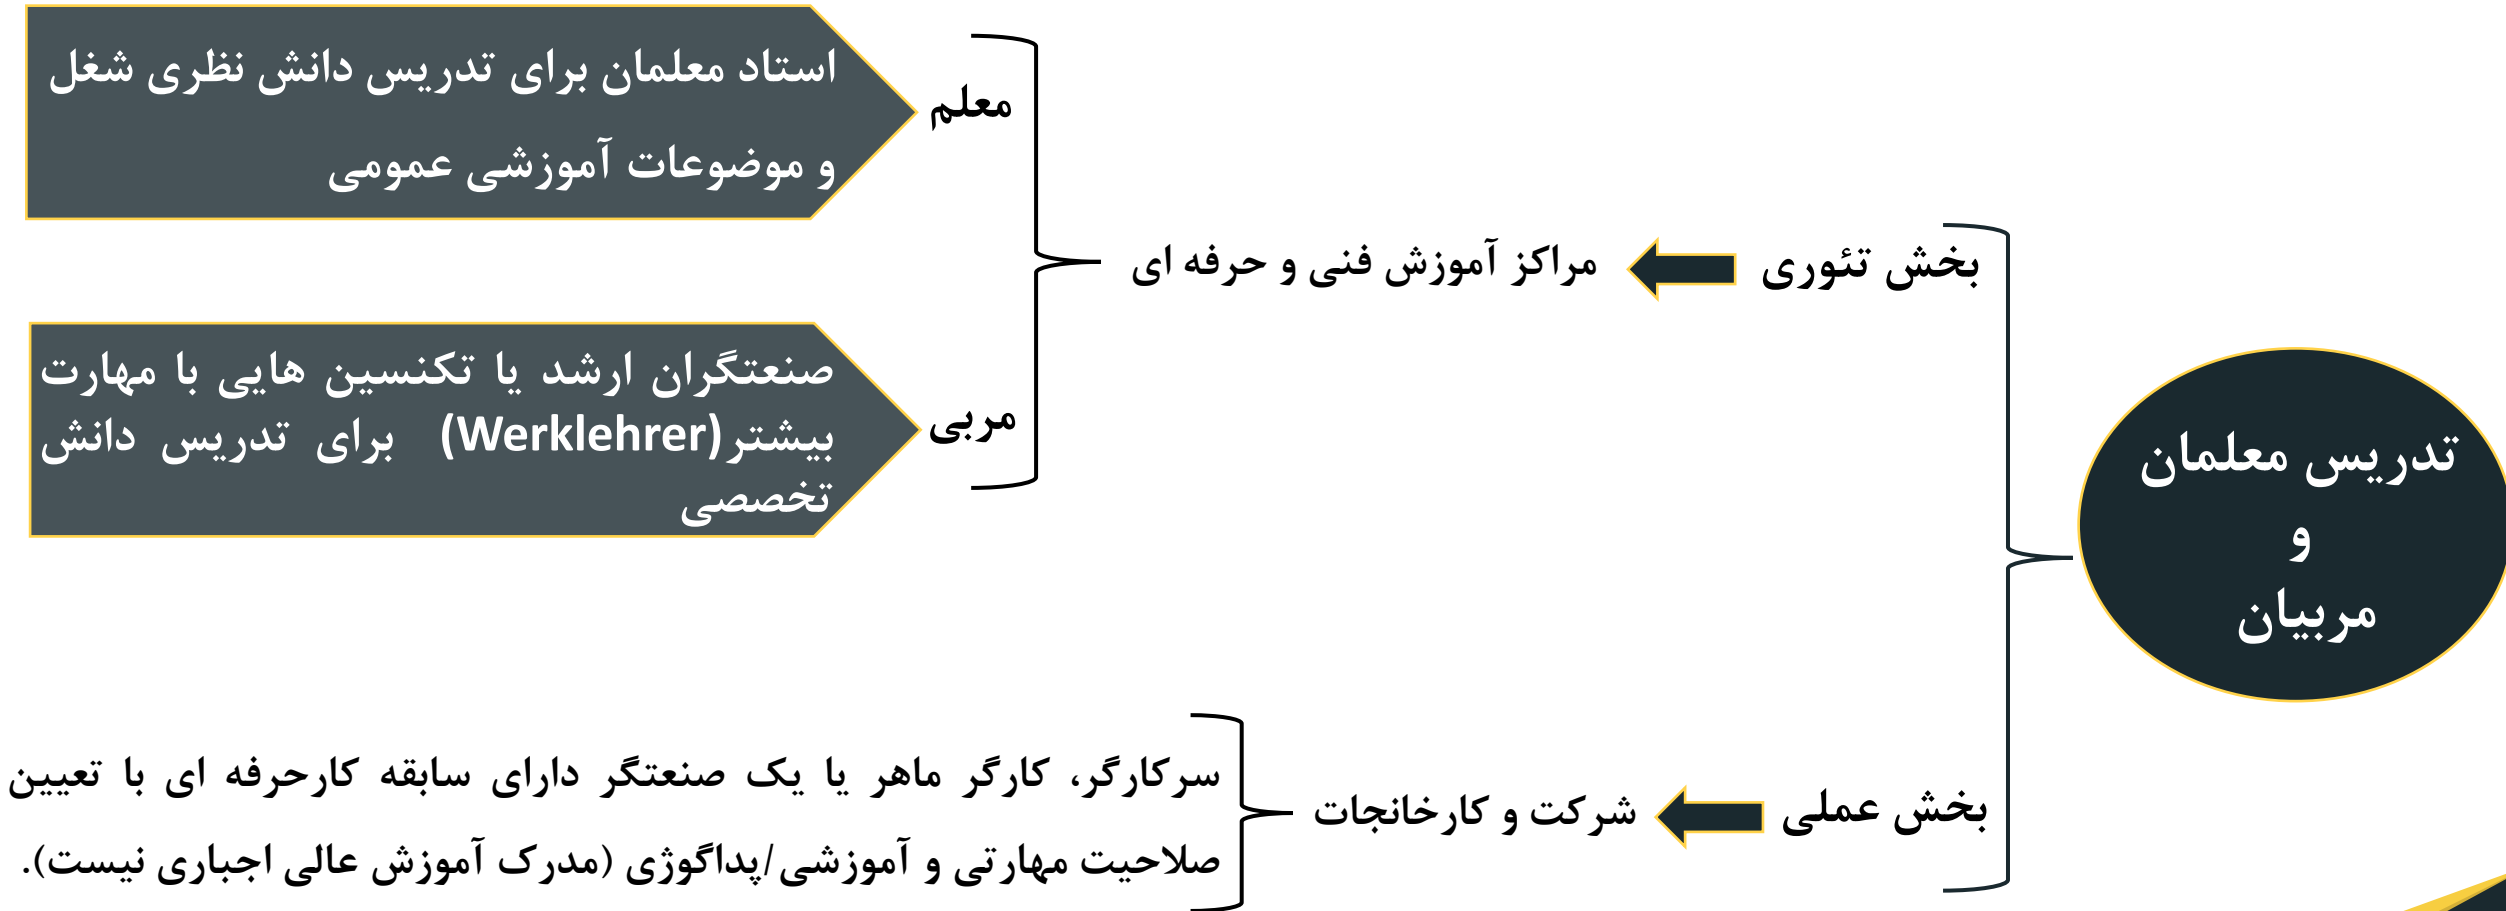 تدریس معلمان
و
مربیان
بخش تئوری
مراکز آموزش فنی و حرفه ای
معلم
استاد معلمان برای تدریس دانش نظری شغل
و موضوعات آموزشی عمومی
مربی
صنعتگران ارشد یا تکنسین هایی با مهارت
بیشتر(Werklehrer) برای تدریس دانش
تخصصی
بخش عملی
شرکت و کارخانجات
سرکارگر، کارگر ماهر یا یک صنعتگر دارای سابقه کارحرفه ای با تعیین
صلاحیت مهارتی و آموزشی/پداگوژی (مدرک آموزش عالی اجباری نیست).